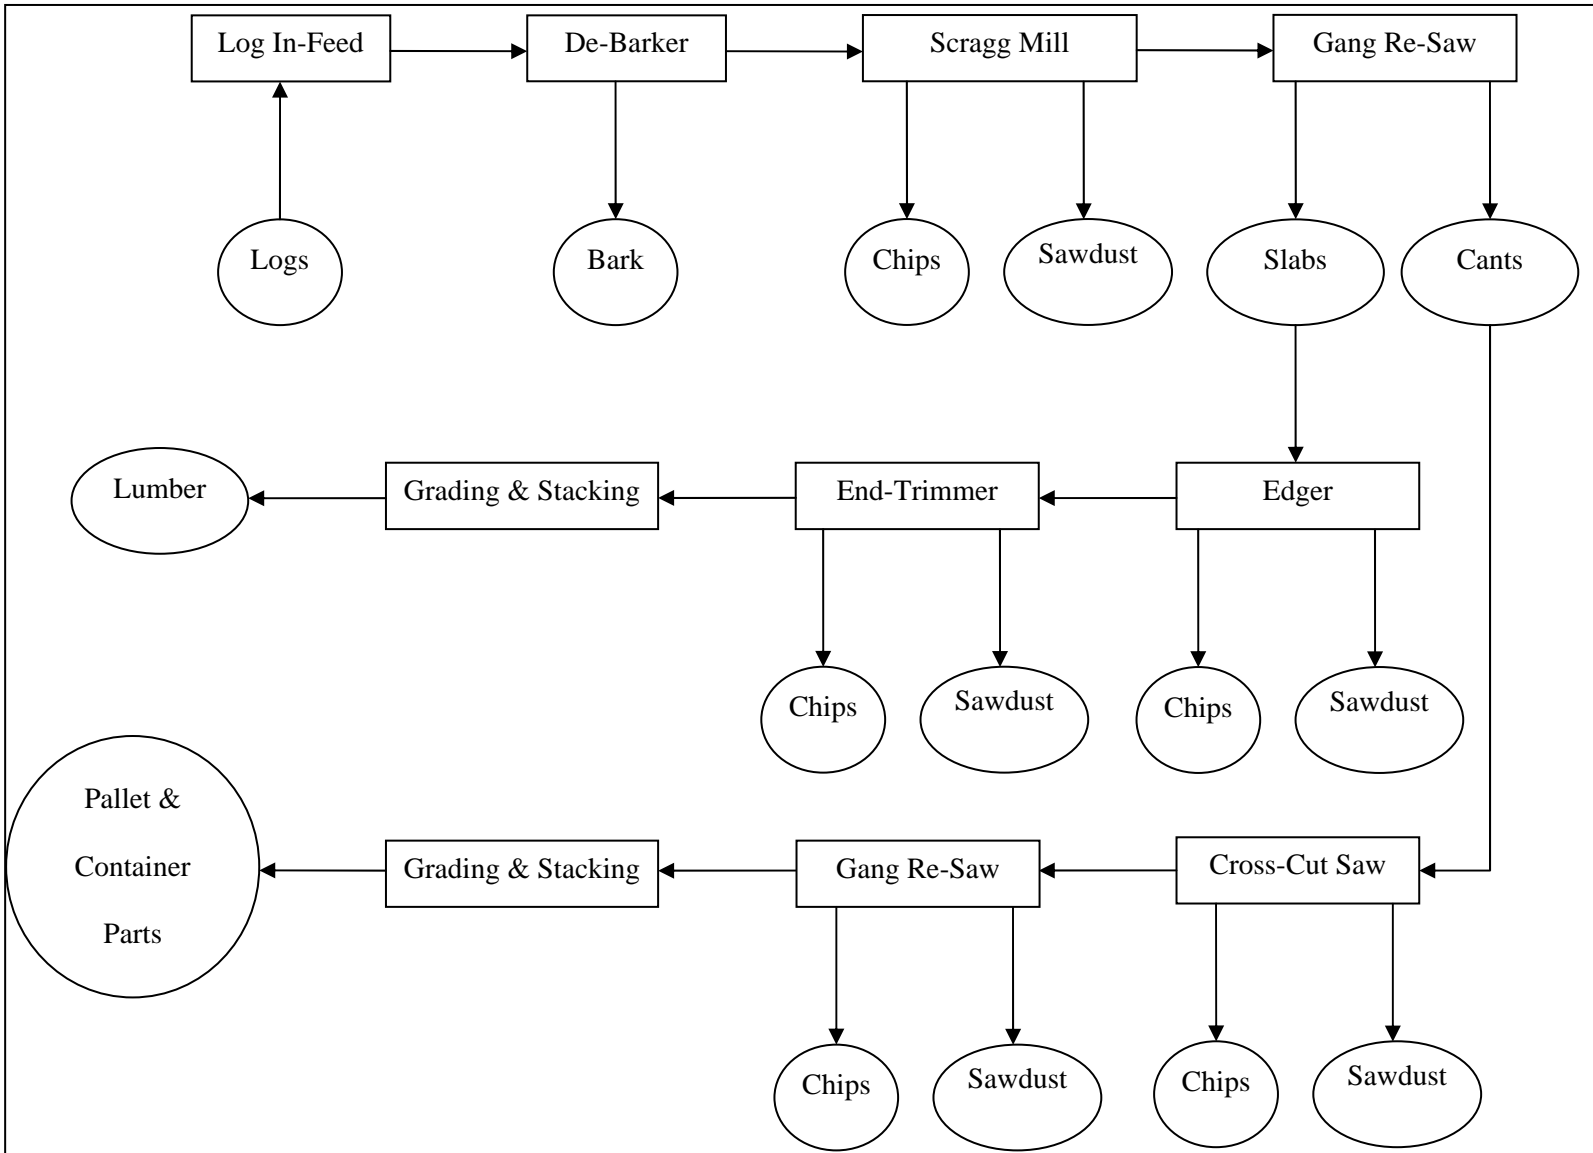 Log In-Feed
De-Barker
Scragg Mill
Gang Re-Saw
Logs
Bark
Chips
Sawdust
Slabs
Cants
Lumber
Grading & Stacking
End-Trimmer
Edger
Chips
Sawdust
Chips
Sawdust
Pallet &
Container
Parts
Grading & Stacking
Gang Re-Saw
Cross-Cut Saw
Chips
Sawdust
Chips
Sawdust